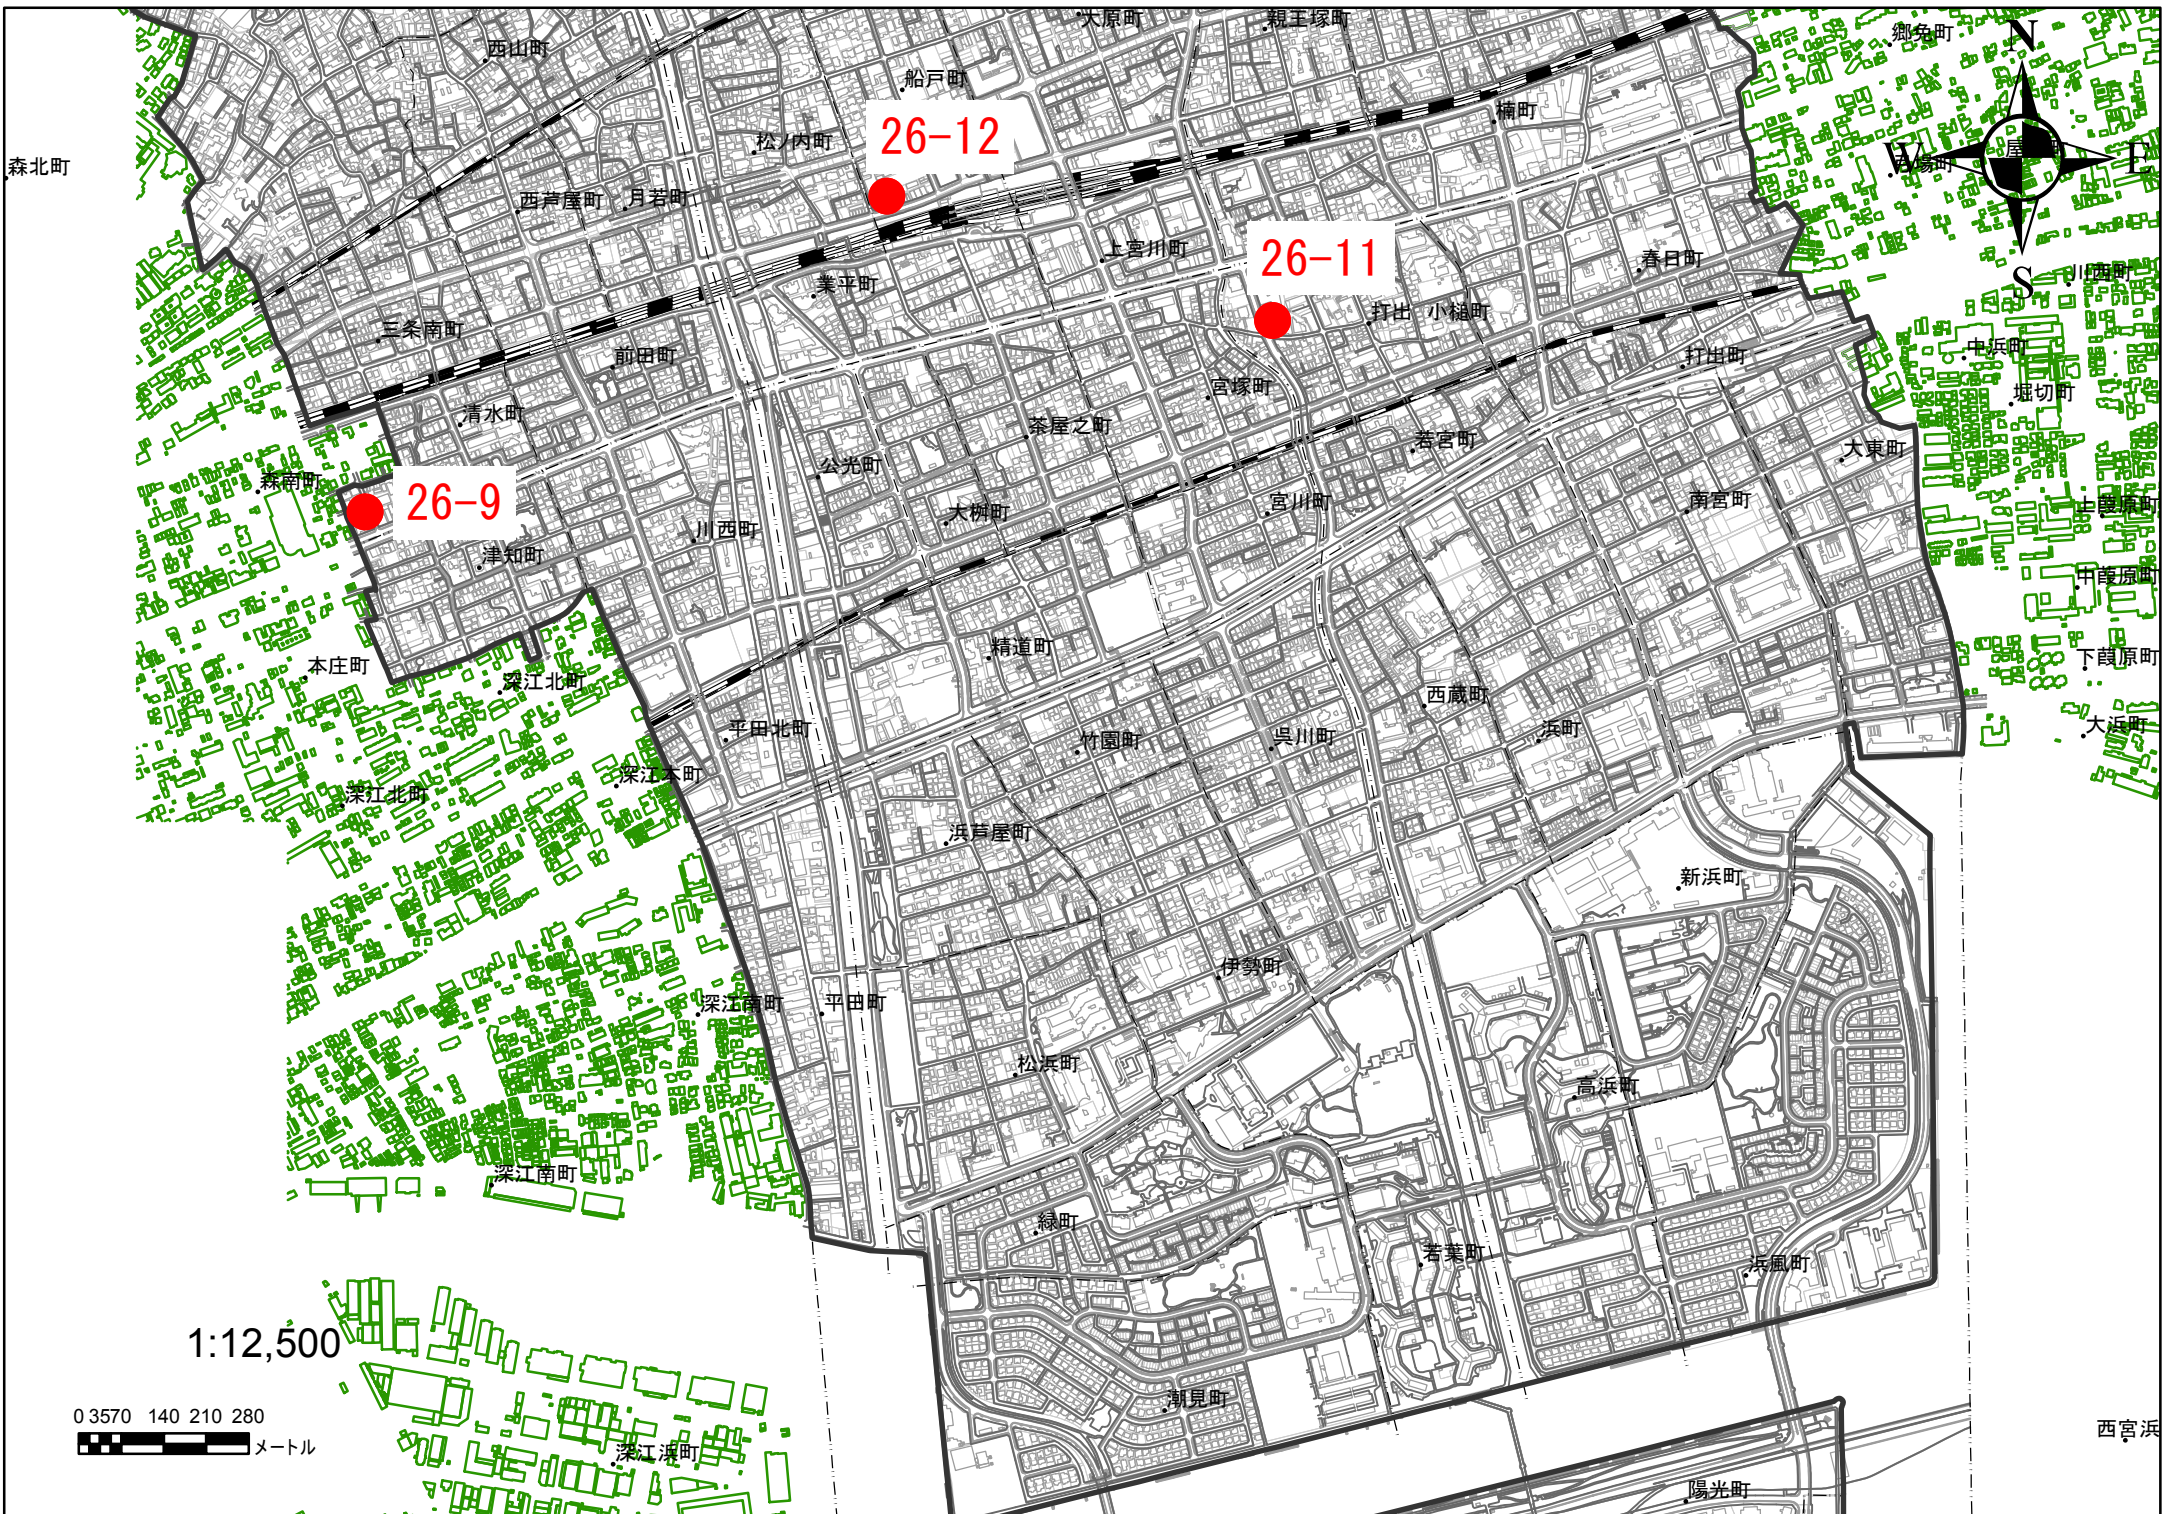 大原町
親王塚町
郷免町
N
西山町
船戸町
楠町
26-12
松ノ内町
森北町
W
E
西芦屋町
月若町
上宮川町
26-11
春日町
S
川西町
業平町
打出 小槌町
三条南町
前田町
打出町
中浜町
宮塚町
堀切町
清水町
茶屋之町
若宮町
大東町
公光町
森南町
26-9
大桝町
宮川町
南宮町
上葭原町
川西町
津知町
中葭原町
精道町
本庄町
下葭原町
深江北町
西蔵町
平田北町
竹園町
呉川町
浜町
大浜町
深江本町
深江北町
浜芦屋町
新浜町
伊勢町
深江南町
平田町
松浜町
高浜町
深江南町
緑町
若葉町
浜風町
1:12,500
潮見町
0 3570 140 210 280
メートル
深江浜町
西宮浜
陽光町